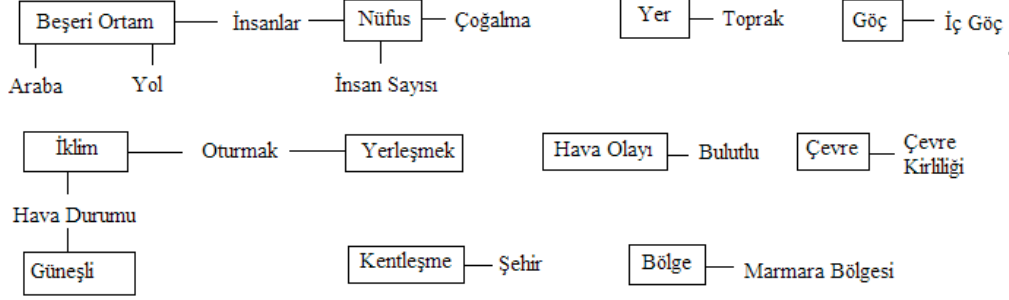 Beşeri Ortam İnsanlar Nüfus Çoğalma Yer Toprak Göç İç Göç
Araba Yol İnsan Sayısı
İklim Oturmak Yerleşmek Hava Olayı Bulutlu Çevre Çevre
Kirliliği
Hava Durumu
Güneşli Kentleşme Şehir Bölge Marmara Bölgesi